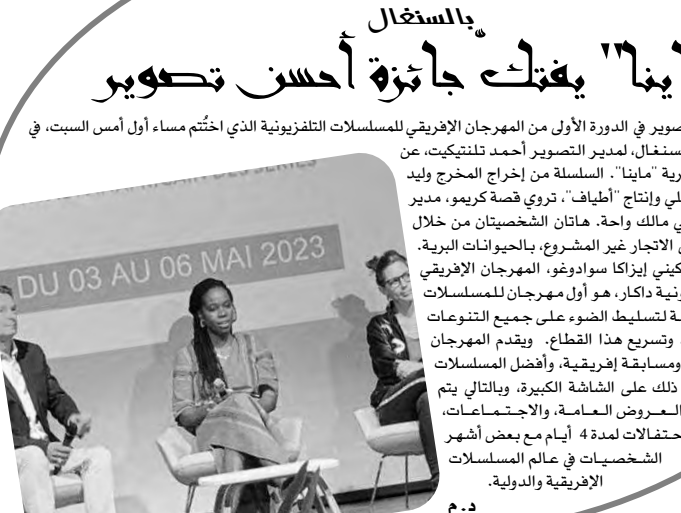 بالسنغال
"ماينا" يفتكّ جائزة أحسن تصوير
صوير في الدورة الأولى من المهرجان الإفريقي للمسلسلات التلفزيونية الذي اختُتم مساء أول أمس السبت، في
سنغال، لمدير التصوير أحمد تلنتيكيت، عن
رية "ماينا". السلسلة من إخراج المخرج وليد
لي وإنتاج "أطياف"، تروي قصة كريمو، مدير
ي مالك واحة. هاتان الشخصيتان من خلال
الاتجار غير المشروع، بالحيوانات البرية.
كيني إيزاكا سوادوغو، المهرجان الإفريقي
ونية داكار، هو أول مهرجان للمسلسلات
ة لتسليط الضوء على جميع التنوعات
وتسريع هذا القطاع. ويقدم المهرجان
ومسابقة إفريقية، وأفضل المسلسلات
ذلك على الشاشة الكبيرة، وبالتالي يتم
العروض العامة، والاجتماعات،
حتفالات لمدة 4 أيام مع بعض أشهر
الشخصيات في عالم المسلسلات
الإفريقية والدولية.
د.م
DU 03 AU 06 MAI 2023